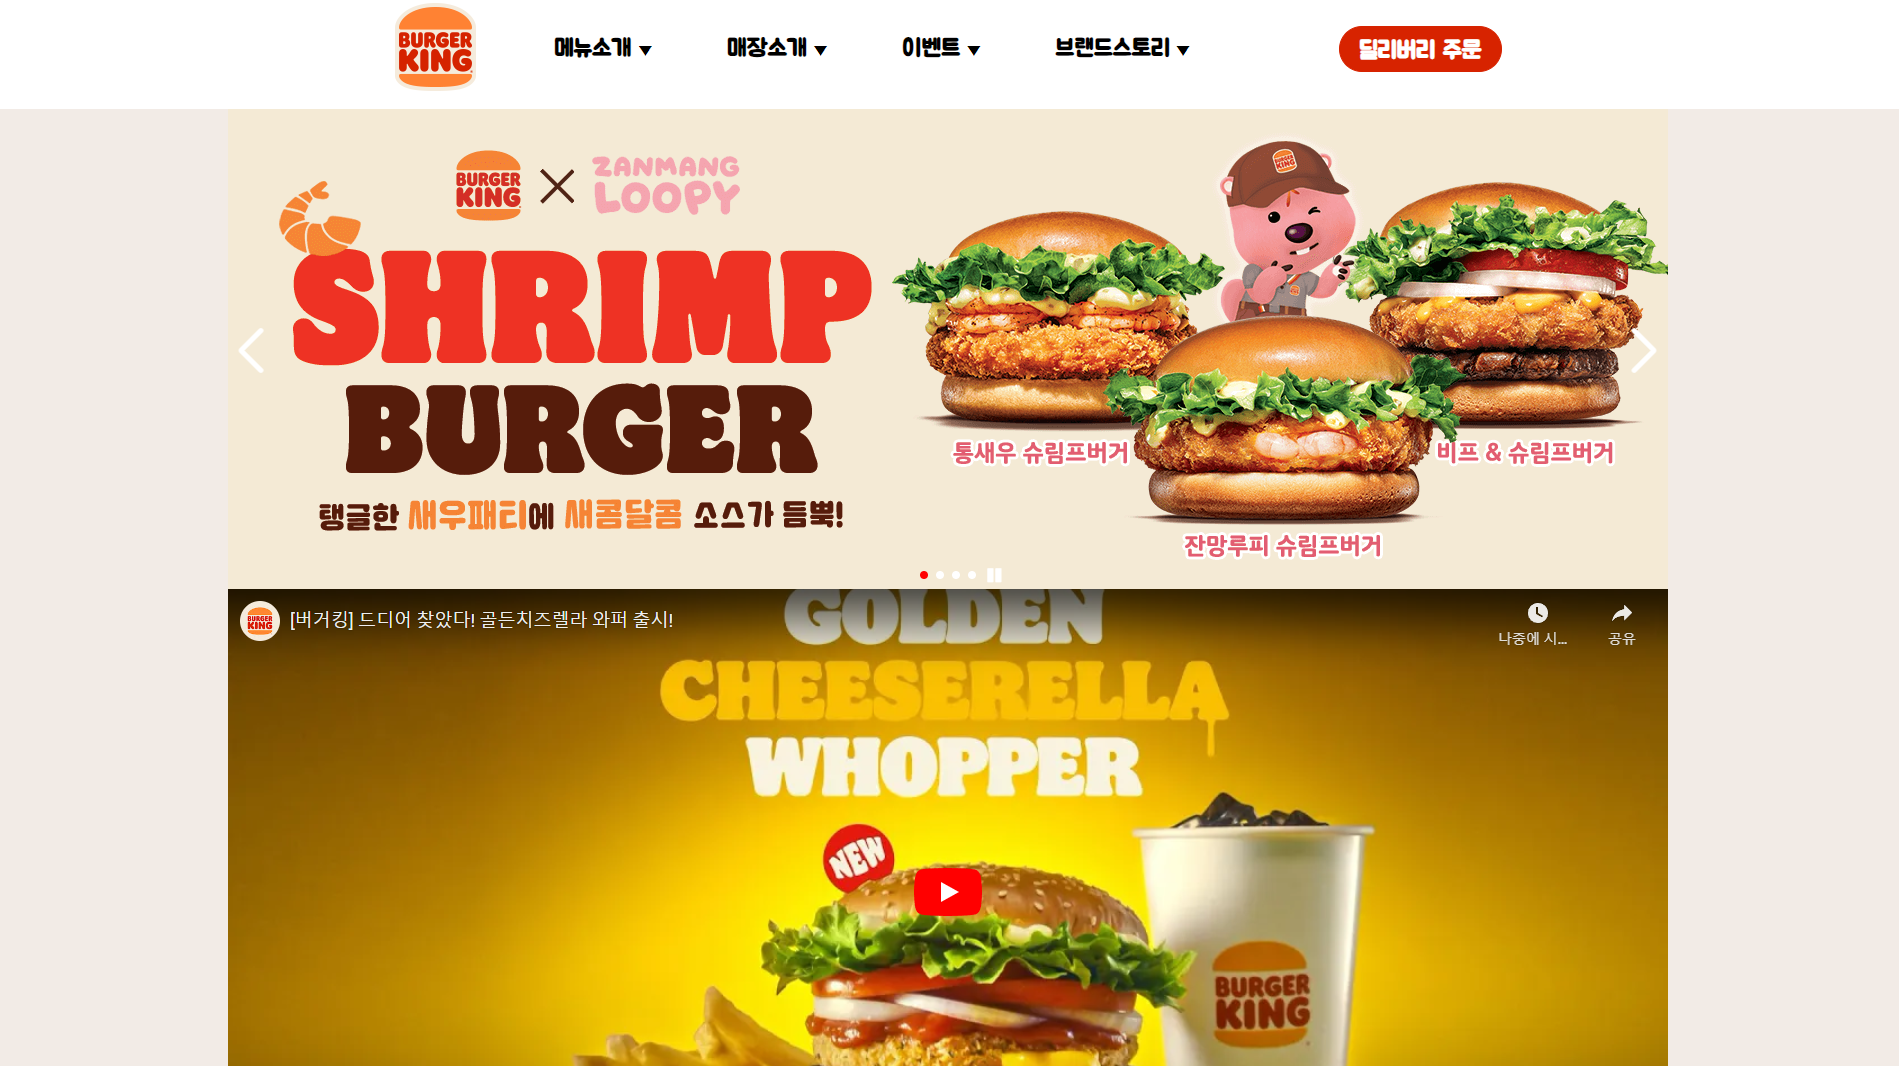 BURGER
KING
메뉴소개 ▼
매장소개 ▼
이벤트 ▼
브랜드스토리 ▼
딜리버리 주문
BURGER
KING
ZANMANG
LOOPY
SHRIMP
BURGER
탱글한 새우패티에 새콤달콤 소스가 듬뿍!
통새우 슈림프버거
비프 & 슈림프버거
잔망루피 슈림프버거
BURGER
KING
[버거킹] 드디어 찾았다! 골든치즈렐라 와퍼 출시!
나중에 시...
공유
GOLDEN
CHEESERELLA
WHOPPER
NEW
BURGER
KING